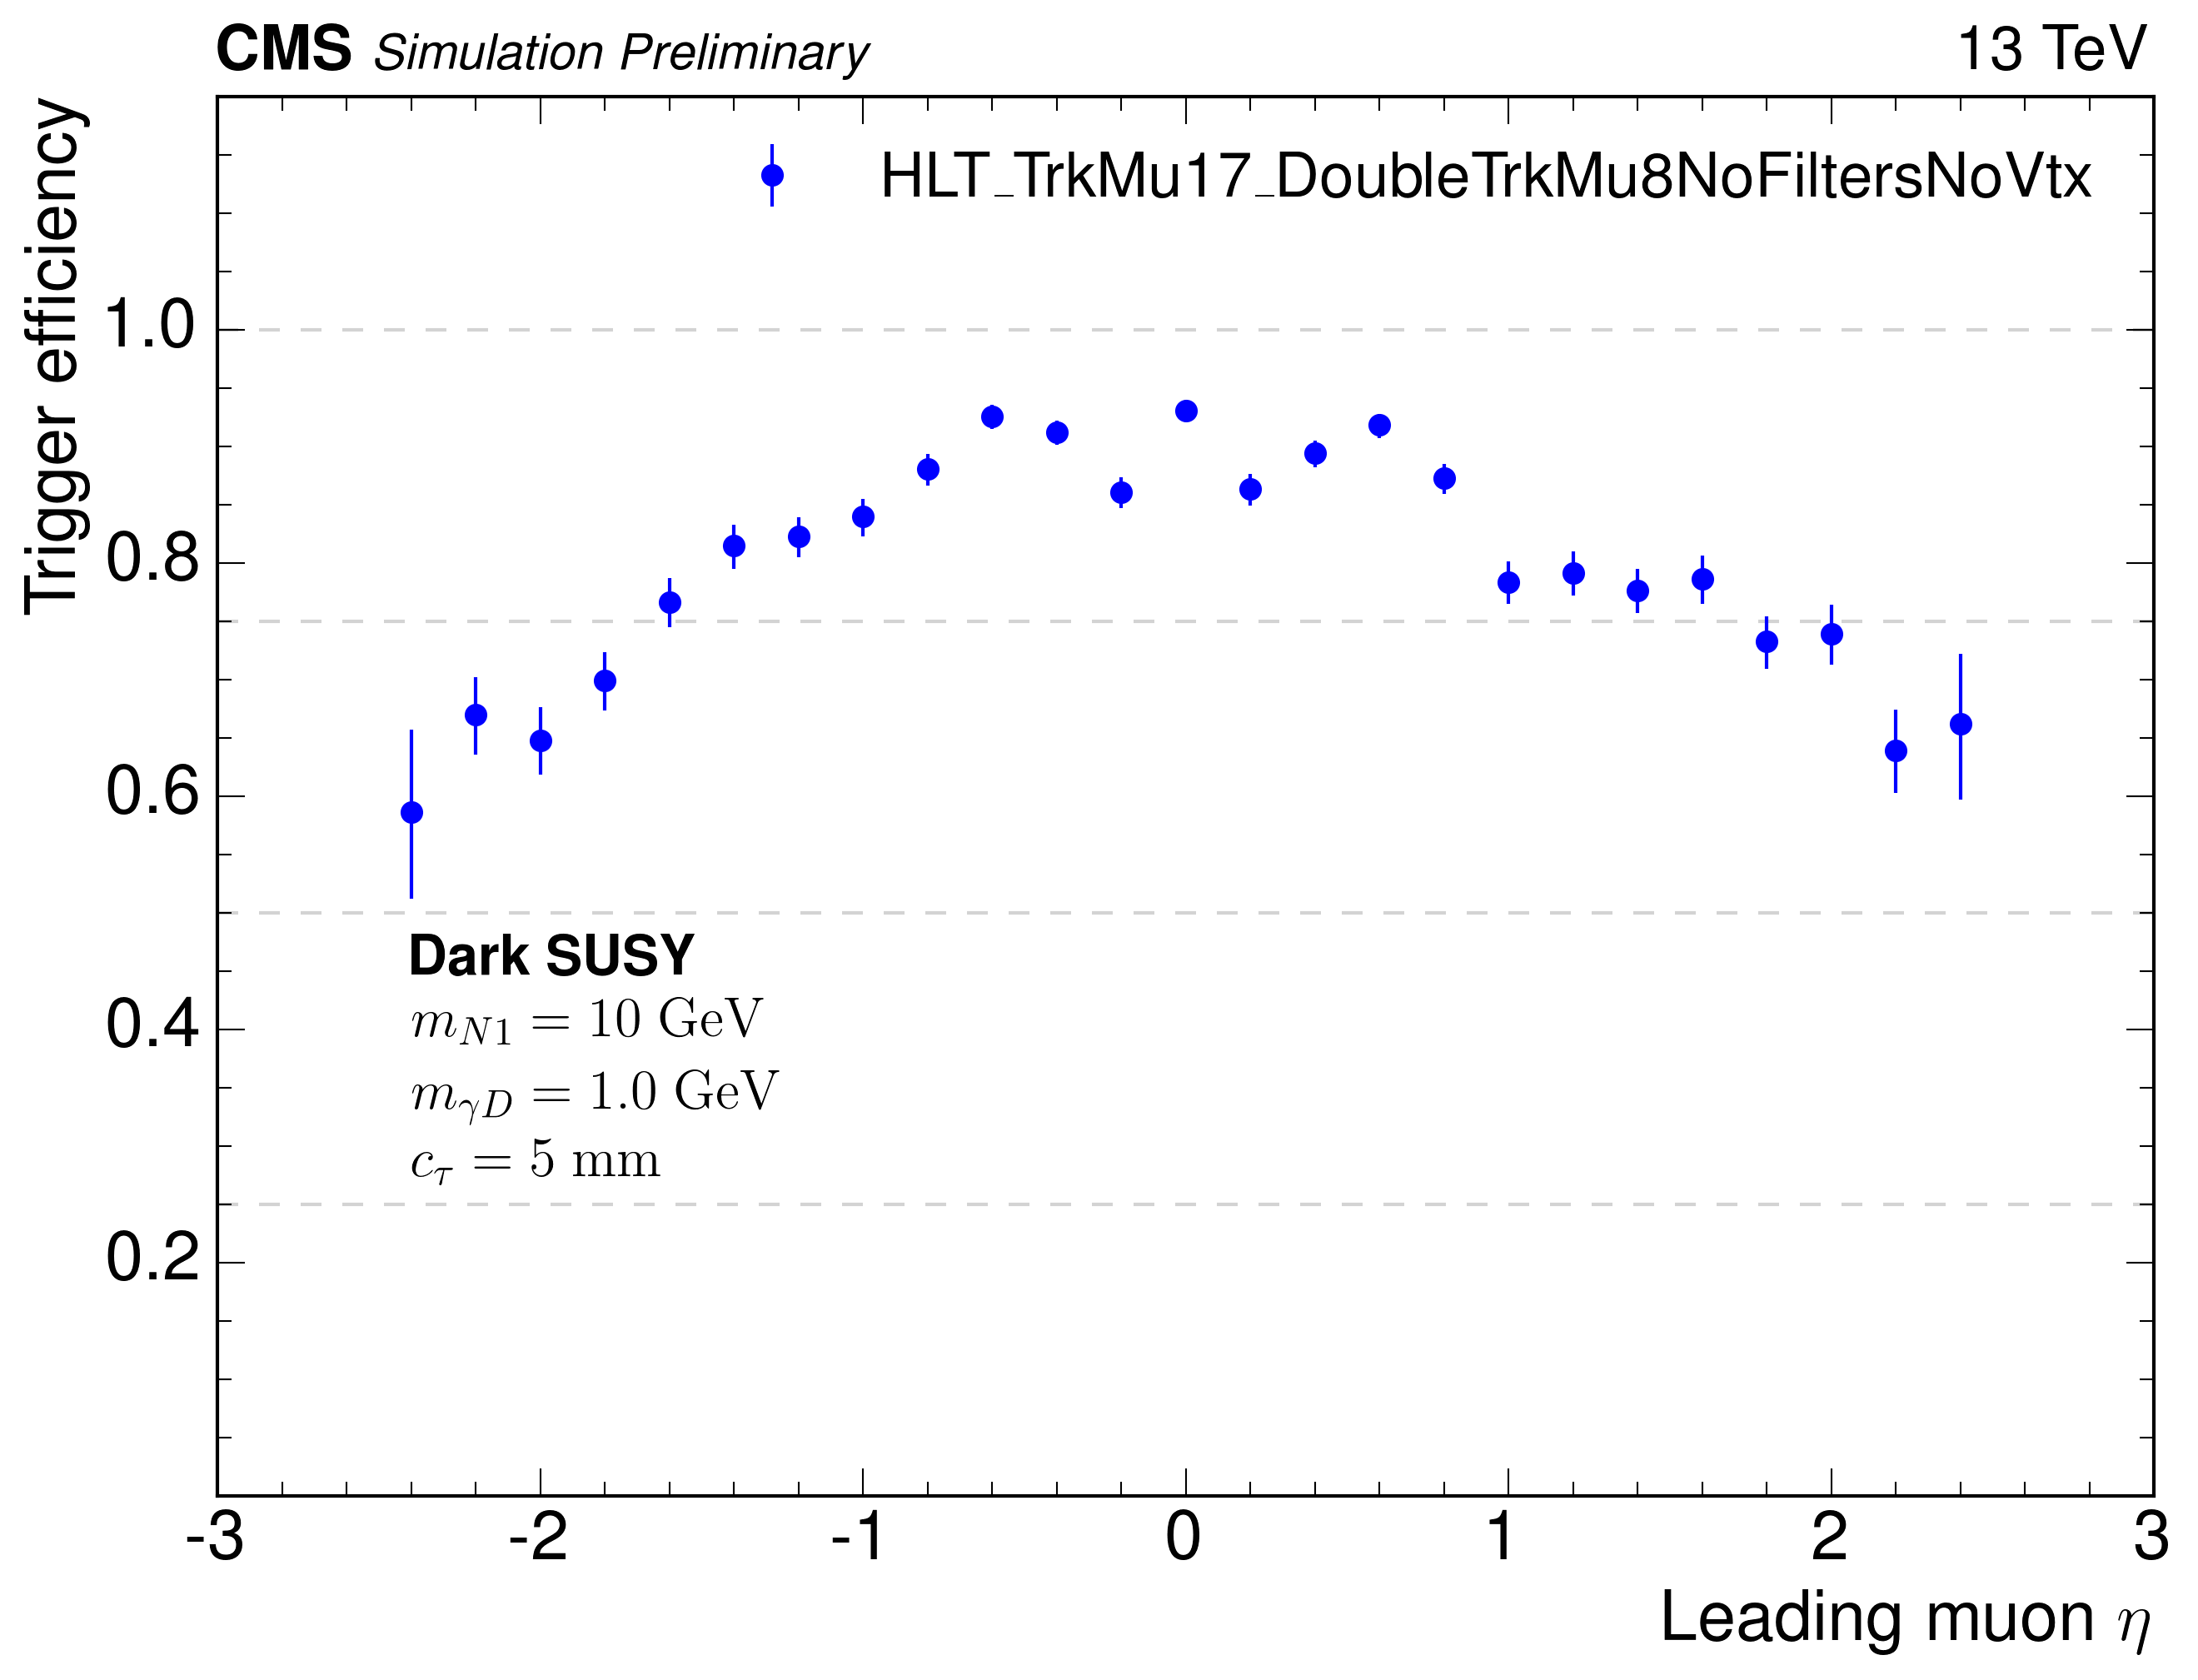 CMS Simulation Preliminary 13 TeV
HLT_TrkMu17_DoubleTrkMu8NoFiltersNoVtx
Trigger efficiency
1.0
0.8
0.6
0.4
0.2
Dark SUSY
m_{N1} = 10 GeV
m_{γD} = 1.0 GeV
c_τ = 5 mm
-3 -2 -1 0 1 2 3
Leading muon η